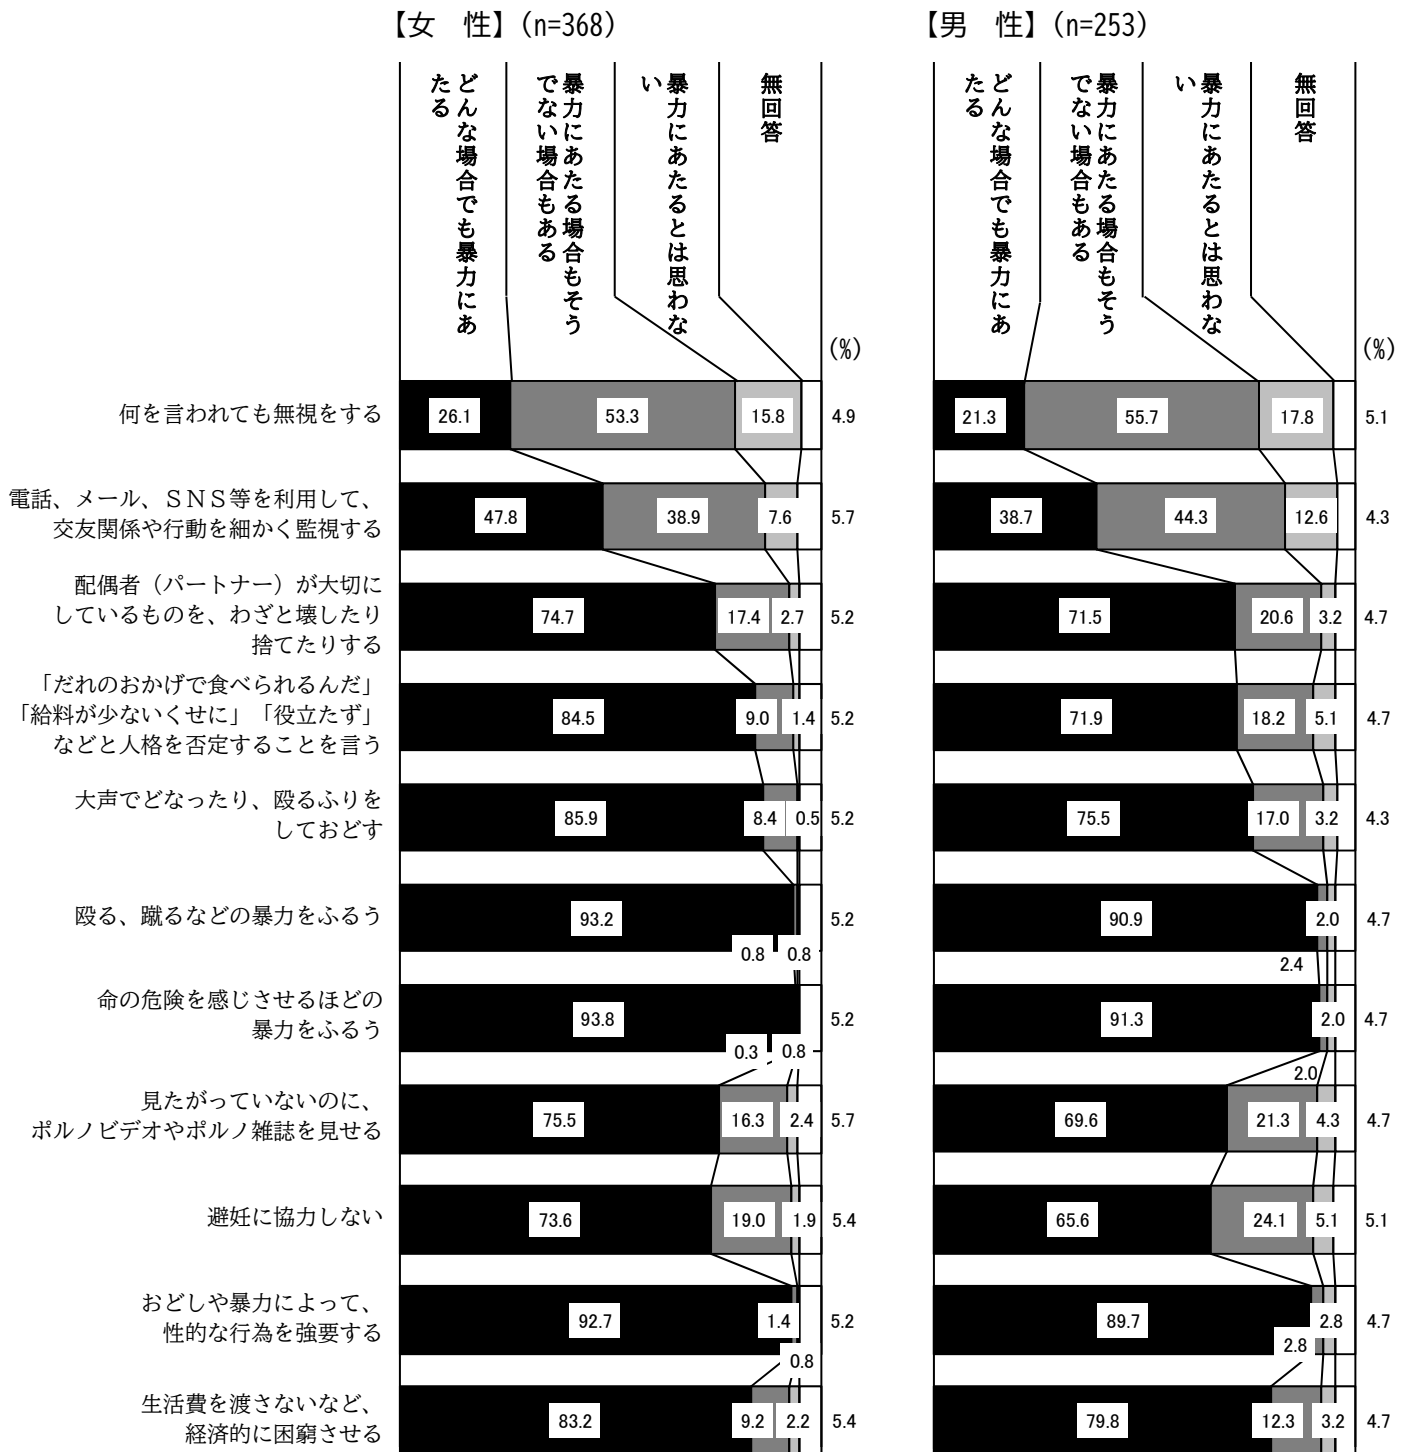 【女　性】(n=368)
【男　性】(n=253)
どんな場合でも暴力にあ
たる
暴力にあたる場合もそう
でない場合もある
暴力にあたるとは思わな
い
無回答
(%)
どんな場合でも暴力にあ
たる
暴力にあたる場合もそう
でない場合もある
暴力にあたるとは思わな
い
無回答
(%)
何を言われても無視をする
26.1 53.3 15.8 4.9
21.3 55.7 17.8 5.1
電話、メール、ＳＮＳ等を利用して、
交友関係や行動を細かく監視する
47.8 38.9 7.6 5.7
38.7 44.3 12.6 4.3
配偶者（パートナー）が大切に
しているものを、わざと壊したり
捨てたりする
74.7 17.4 2.7 5.2
71.5 20.6 3.2 4.7
「だれのおかげで食べられるんだ」
「給料が少ないくせに」「役立たず」
などと人格を否定することを言う
84.5 9.0 1.4 5.2
71.9 18.2 5.1 4.7
大声でどなったり、殴るふりを
しておどす
85.9 8.4 0.5 5.2
75.5 17.0 3.2 4.3
殴る、蹴るなどの暴力をふるう
93.2 0.8 0.8 5.2
90.9 2.4 2.0 4.7
命の危険を感じさせるほどの
暴力をふるう
93.8 0.3 0.8 5.2
91.3 2.0 2.0 4.7
見たがっていないのに、
ポルノビデオやポルノ雑誌を見せる
75.5 16.3 2.4 5.7
69.6 21.3 4.3 4.7
避妊に協力しない
73.6 19.0 1.9 5.4
65.6 24.1 5.1 5.1
おどしや暴力によって、
性的な行為を強要する
92.7 1.4 0.8 5.2
89.7 2.8 2.8 4.7
生活費を渡さないなど、
経済的に困窮させる
83.2 9.2 2.2 5.4
79.8 12.3 3.2 4.7